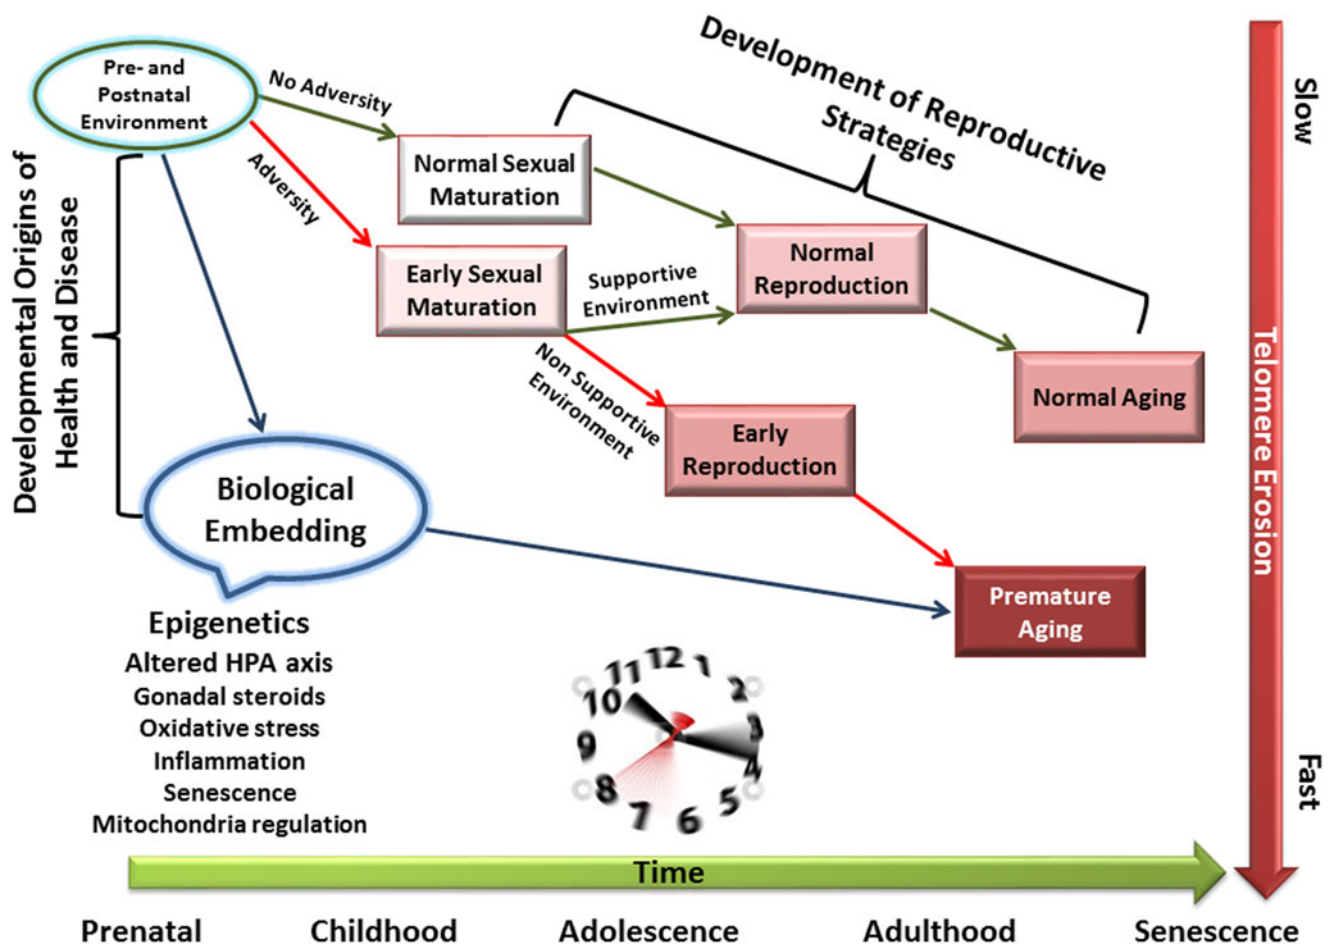 Pre- and
Postnatal
Environment
No Adversity
Adversity
Development of Reproductive
Strategies
Slow
Normal Sexual
Maturation
Early Sexual
Maturation
Supportive
Environment
Non Supportive
Environment
Normal
Reproduction
Normal Aging
Early
Reproduction
Premature
Aging
Developmental Origins of
Health and Disease
Biological
Embedding
Epigenetics
Altered HPA axis
Gonadal steroids
Oxidative stress
Inflammation
Senescence
Mitochondria regulation
12
1
2
3
4
5
6
7
8
9
10
11
Telomere Erosion
Fast
Time
Prenatal
Childhood
Adolescence
Adulthood
Senescence